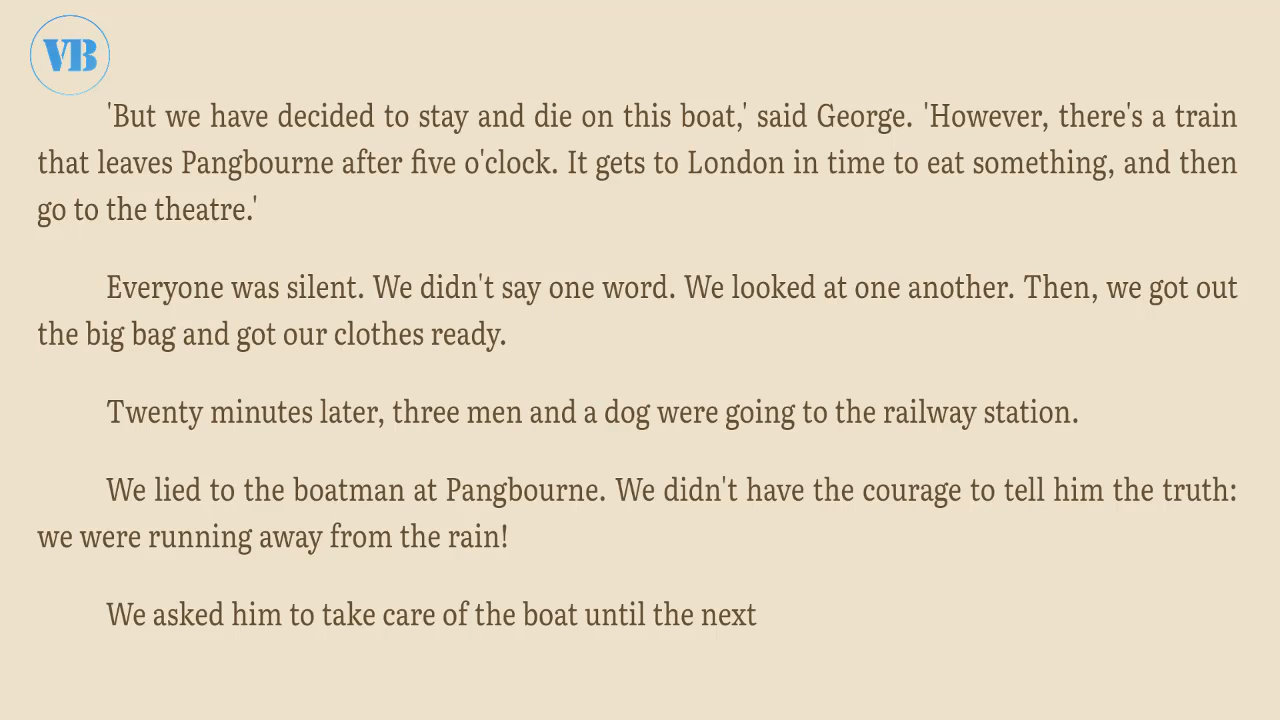 VB
'But we have decided to stay and die on this boat,' said George. 'However, there's a train
that leaves Pangbourne after five o'clock. It gets to London in time to eat something, and then
go to the theatre.'
Everyone was silent. We didn't say one word. We looked at one another. Then, we got out
the big bag and got our clothes ready.
Twenty minutes later, three men and a dog were going to the railway station.
We lied to the boatman at Pangbourne. We didn't have the courage to tell him the truth:
we were running away from the rain!
We asked him to take care of the boat until the next